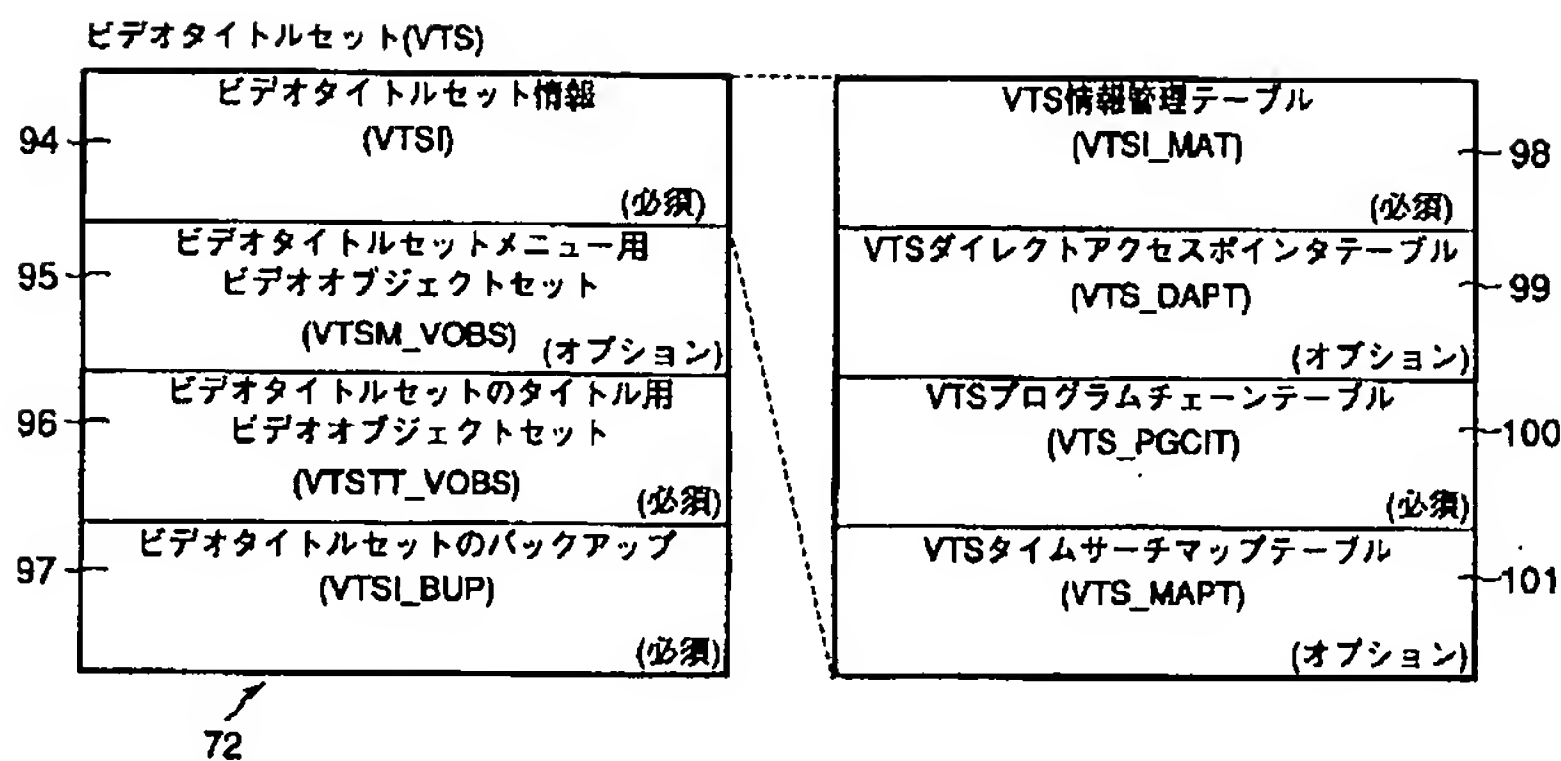 ビデオタイトルセット(VTS)
ビデオタイトルセット情報
94
(VTSI)
(必須)
ビデオタイトルセットメニュー用
95
ビデオオブジェクトセット
(VTSM_VOBS)
(オプション)
ビデオタイトルセットのタイトル用
96
ビデオオブジェクトセット
(VTSTT_VOBS)
(必須)
ビデオタイトルセットのバックアップ
97
(VTSI_BUP)
(必須)
72
VTS情報管理テーブル
(VTSI_MAT)
98
(必須)
VTSダイレクトアクセスポインタテーブル
(VTS_DAPT)
99
(オプション)
VTSプログラムチェーンテーブル
(VTS_PGCIT)
100
(必須)
VTSタイムサーチマップテーブル
(VTS_MAPT)
101
(オプション)